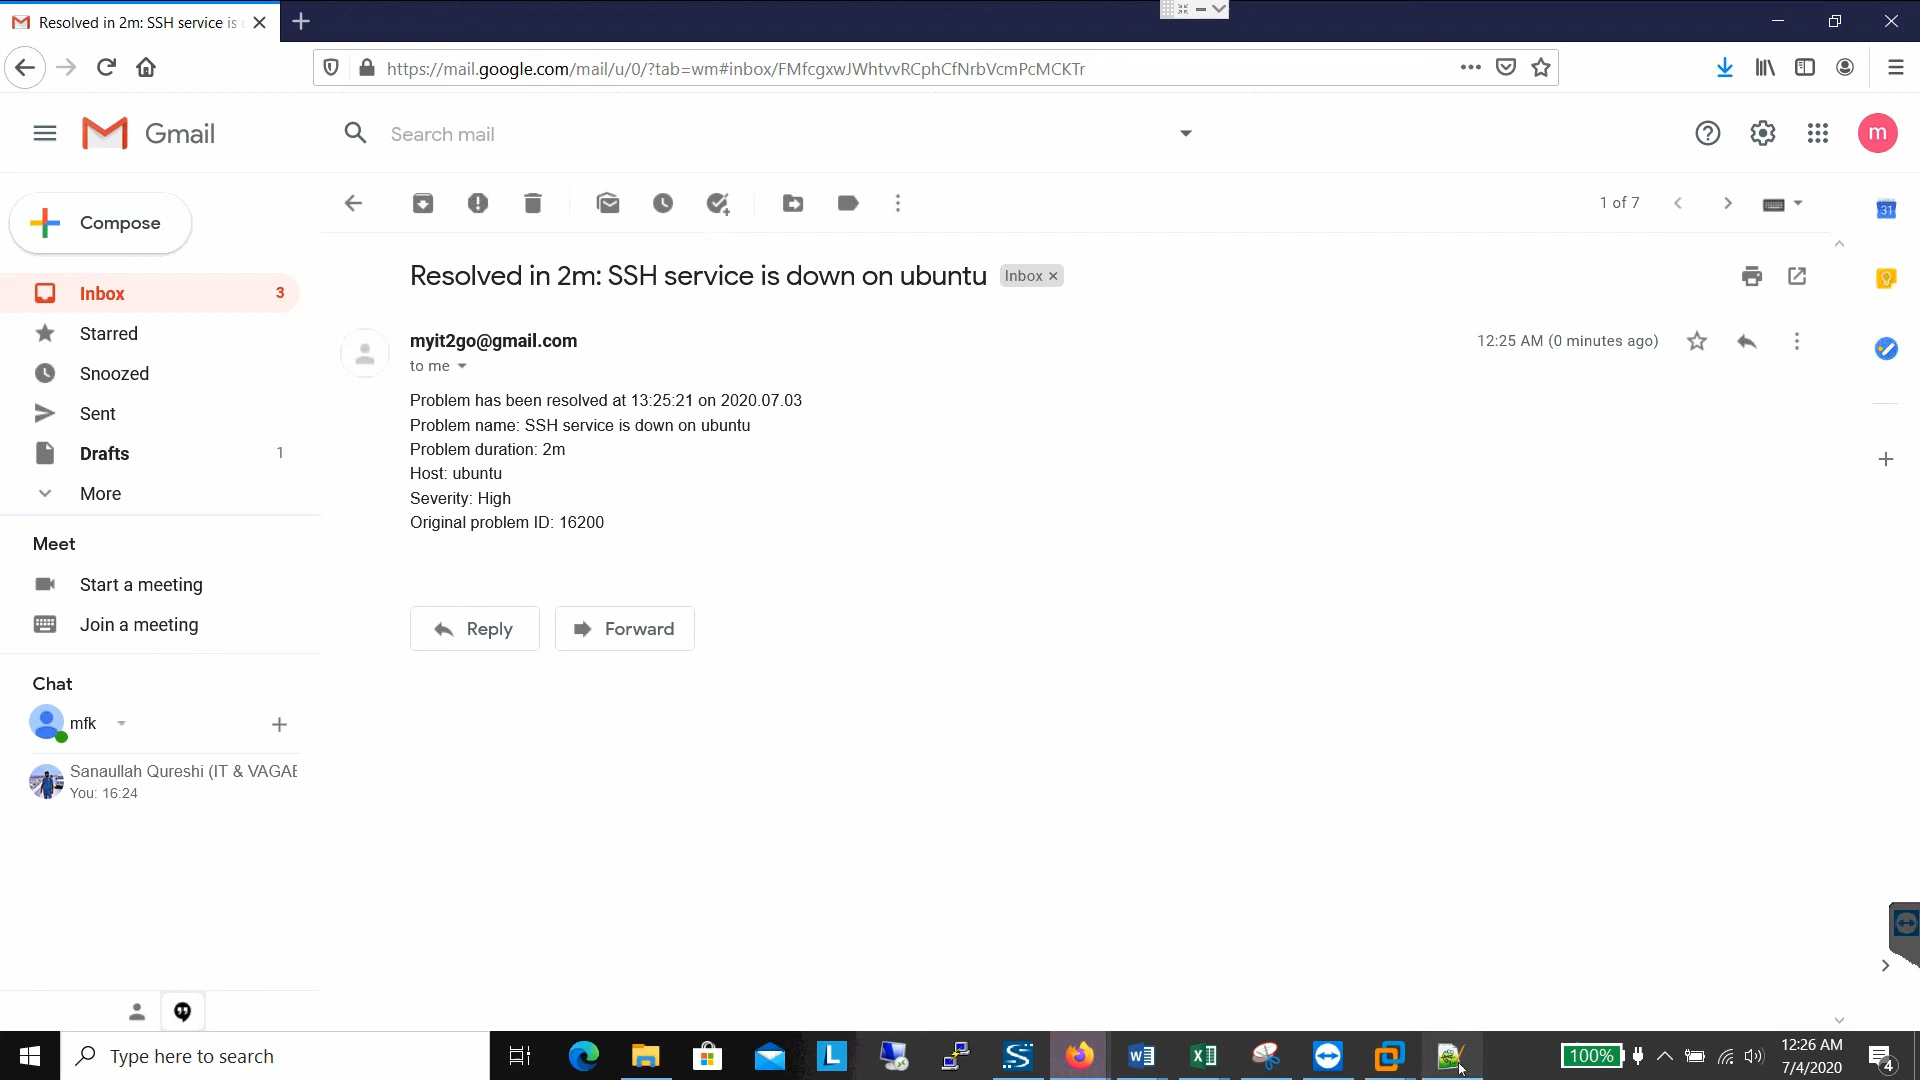 Resolved in 2m: SSH service is
https://mail.google.com/mail/u/0/?tab=wm#inbox/FMfcgxwJWhtvvRCphCfNrbVcmPcMCKTr
Gmail
Search mail
m
Compose
1 of 7
31
Resolved in 2m: SSH service is down on ubuntu
Inbox x
Inbox 3
Starred
Snoozed
Sent
Drafts 1
More
myit2go@gmail.com
12:25 AM (0 minutes ago)
to me
Problem has been resolved at 13:25:21 on 2020.07.03
Problem name: SSH service is down on ubuntu
Problem duration: 2m
Host: ubuntu
Severity: High
Original problem ID: 16200
Meet
Start a meeting
Join a meeting
Reply
Forward
Chat
mfk
Sanaullah Qureshi (IT & VAGAB
You: 16:24
Type here to search
L
100%
12:26 AM
7/4/2020
4